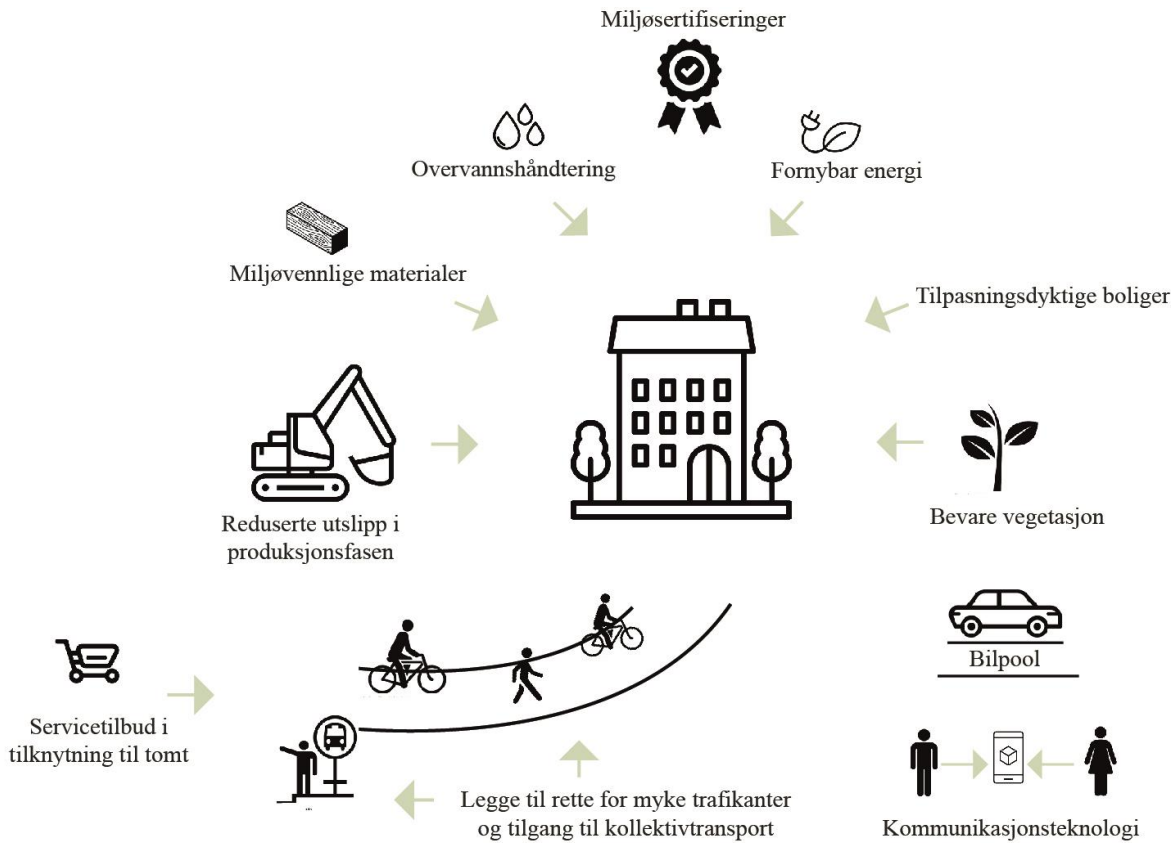 Miljøsertifiseringer
Overvannshåndtering
Fornybar energi
Miljøvennlige materialer
Tilpasningsdyktige boliger
Reduserte utslipp i
produksjonsfasen
Bevare vegetasjon
Bilpool
Servicetilbud i
tilknytning til tomt
Legge til rette for myke trafikanter
og tilgang til kollektivtransport
Kommunikasjonsteknologi